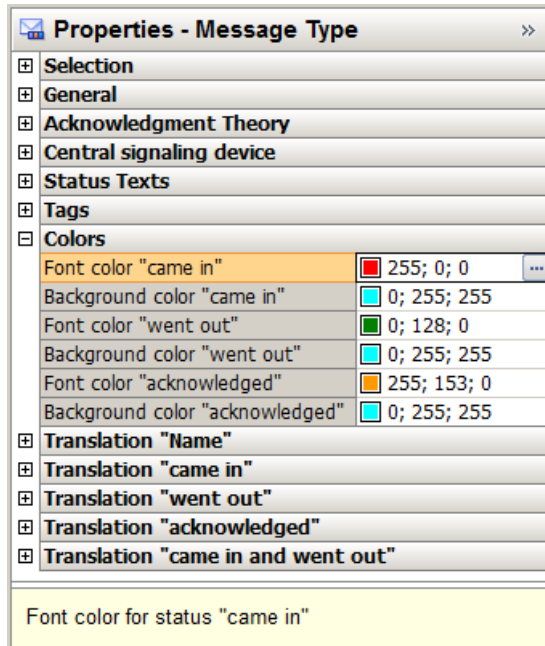 Properties - Message Type »
Selection
General
Acknowledgment Theory
Central signaling device
Status Texts
Tags
Colors
Font color "came in" 255; 0; 0 ...
Background color "came in" 0; 255; 255
Font color "went out" 0; 128; 0
Background color "went out" 0; 255; 255
Font color "acknowledged" 255; 153; 0
Background color "acknowledged" 0; 255; 255
Translation "Name"
Translation "came in"
Translation "went out"
Translation "acknowledged"
Translation "came in and went out"
Font color for status "came in"